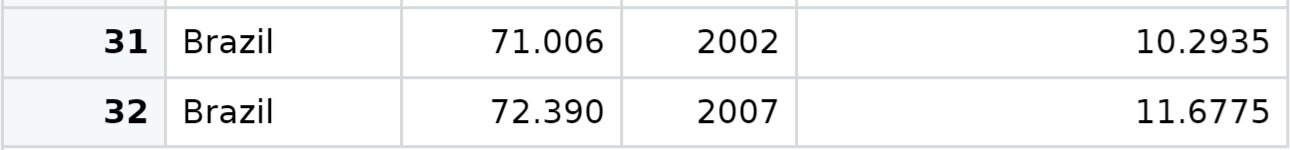 31 Brazil 71.006 2002 10.2935
32 Brazil 72.390 2007 11.6775